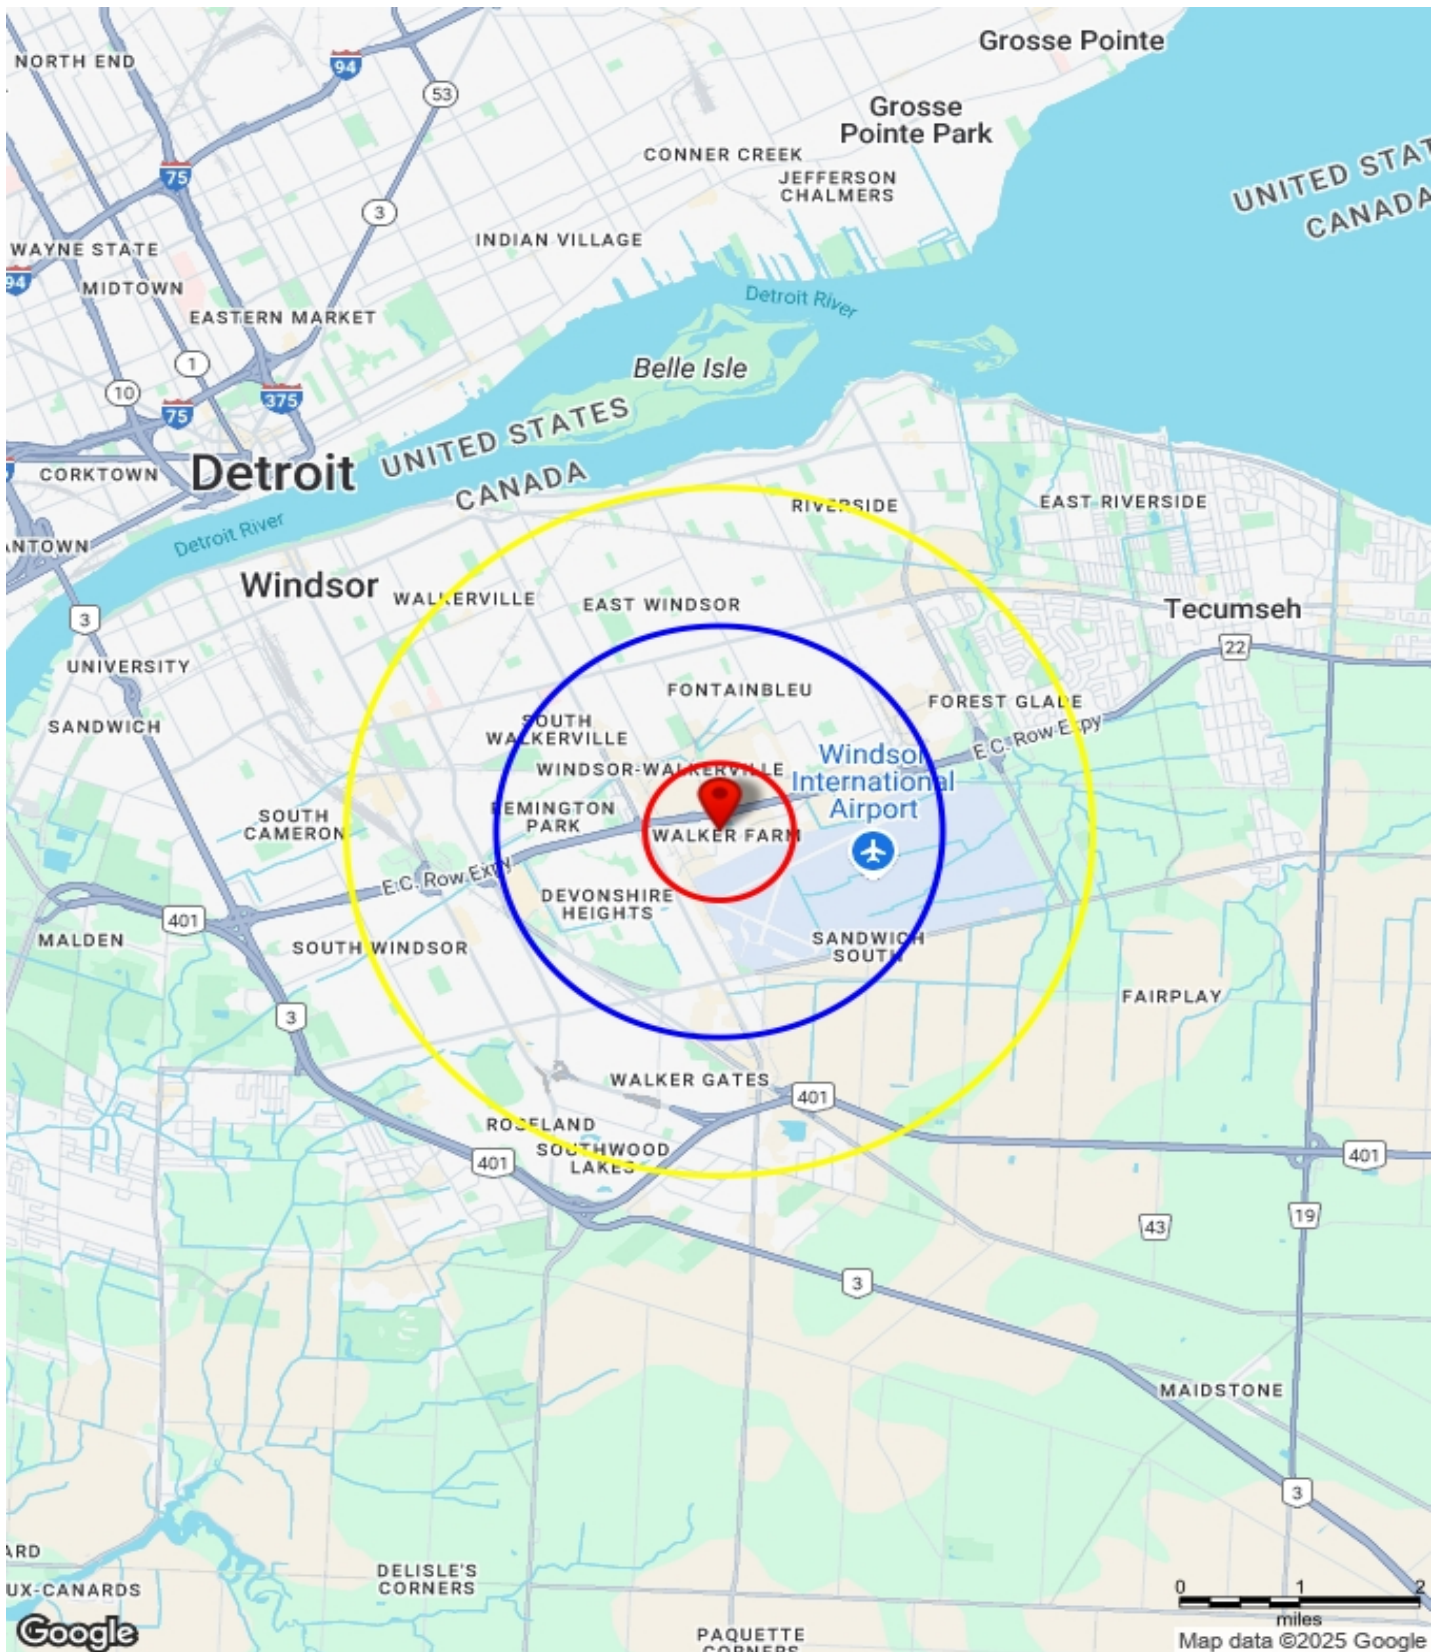 Grosse Pointe
NORTH END
94
53
Grosse
Pointe Park
CONNER CREEK
JEFFERSON
CHALMERS
75
UNITED STAT
CANADA
3
WAYNE STATE
INDIAN VILLAGE
94
MIDTOWN
Detroit River
EASTERN MARKET
1
Belle Isle
10
375
75
UNITED STATES
CANADA
Detroit
CORKTOWN
RIVERSIDE
EAST RIVERSIDE
Detroit River
ANTOWN
Windsor
WALKERVILLE
EAST WINDSOR
Tecumseh
3
22
UNIVERSITY
FONTAINBLEU
FOREST GLADE
SANDWICH
SOUTH
WALKERVILLE
E.C. Row Expy
Windsor
International
Airport
WINDSOR-WALKERVILLE
REMINGTON
PARK
SOUTH
CAMERON
WALKER FARM
E.C. Row Expy
DEVONSHIRE
HEIGHTS
401
MALDEN
SOUTH WINDSOR
SANDWICH
SOUTH
FAIRPLAY
3
WALKER GATES
401
ROSELAND
SOUTHWOOD
LAKES
401
401
19
43
3
MAIDSTONE
3
ARD
UX-CANARDS
DELISLE'S
CORNERS
0 1 2
miles
Google
PAQUETTE
CORNERS
Map data ©2025 Google